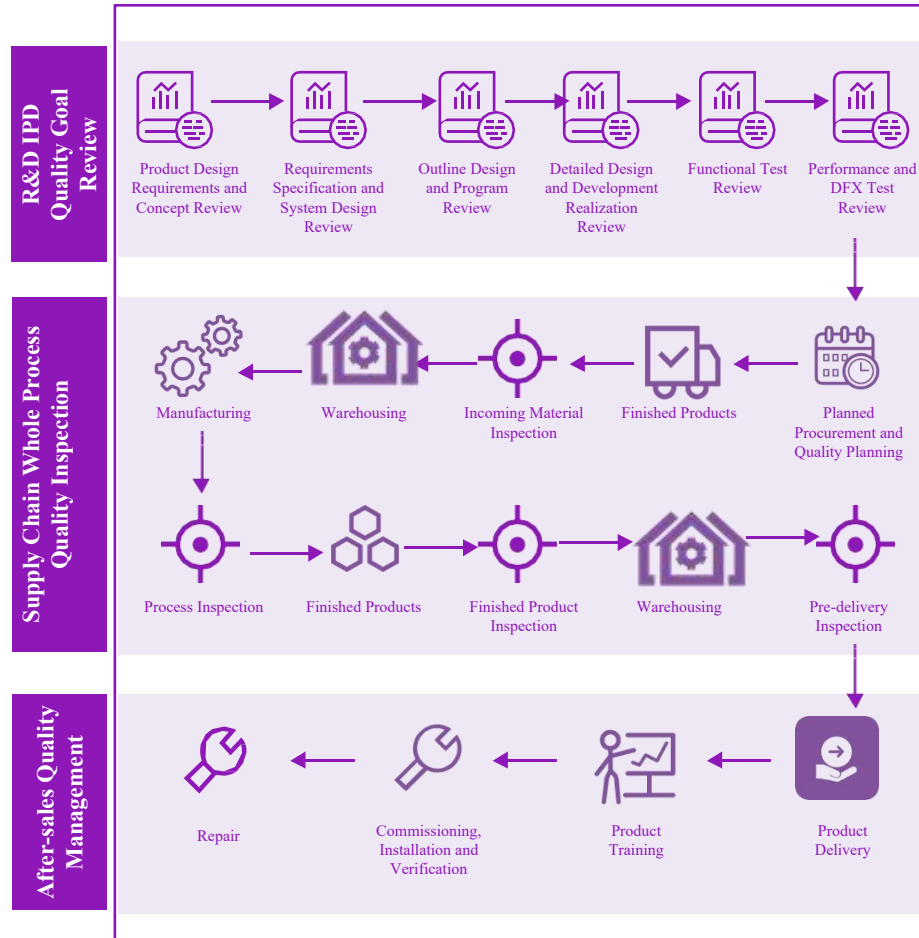 R&D IPD
Quality Goal
Review
Product Design
Requirements and
Concept Review
Requirements
Specification and
System Design
Review
Outline Design
and Program
Review
Detailed Design
and Development
Realization
Review
Functional Test
Review
Performance and
DFX Test
Review
Supply Chain Whole Process
Quality Inspection
Manufacturing
Warehousing
Incoming Material
Inspection
Finished Products
Planned
Procurement and
Quality Planning
Process Inspection
Finished Products
Finished Product
Inspection
Warehousing
Pre-delivery
Inspection
After-sales Quality
Management
Repair
Commissioning,
Installation and
Verification
Product
Training
Product
Delivery